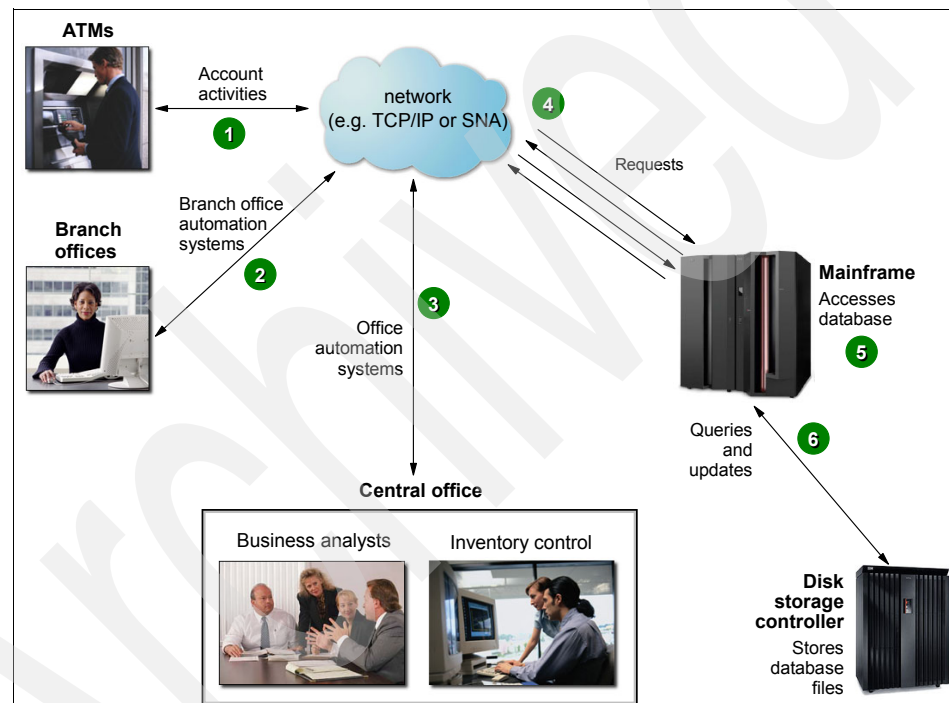 ATMs
Account
activities
1
network
(e.g. TCP/IP or SNA)
4
Requests
Branch office
automation
systems
2
Branch
offices
3
Office
automation
systems
Mainframe
Accesses
database
5
Queries
and
updates
6
Central office
Business analysts
Inventory control
Disk
storage
controller
Stores
database
files
Archived